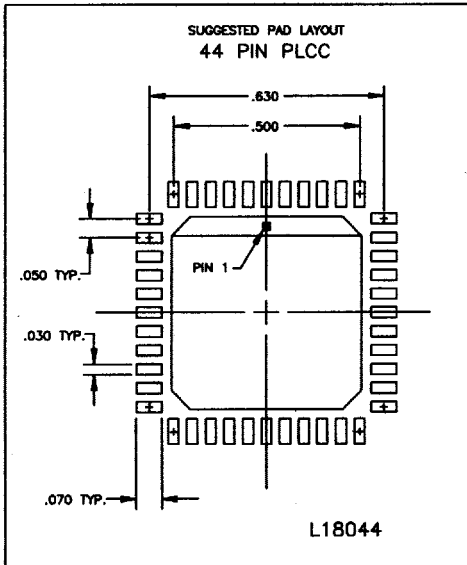 SUGGESTED PAD LAYOUT
44 PIN PLCC
.630
.500
PIN 1
.050 TYP.
.030 TYP.
.070 TYP.
L18044